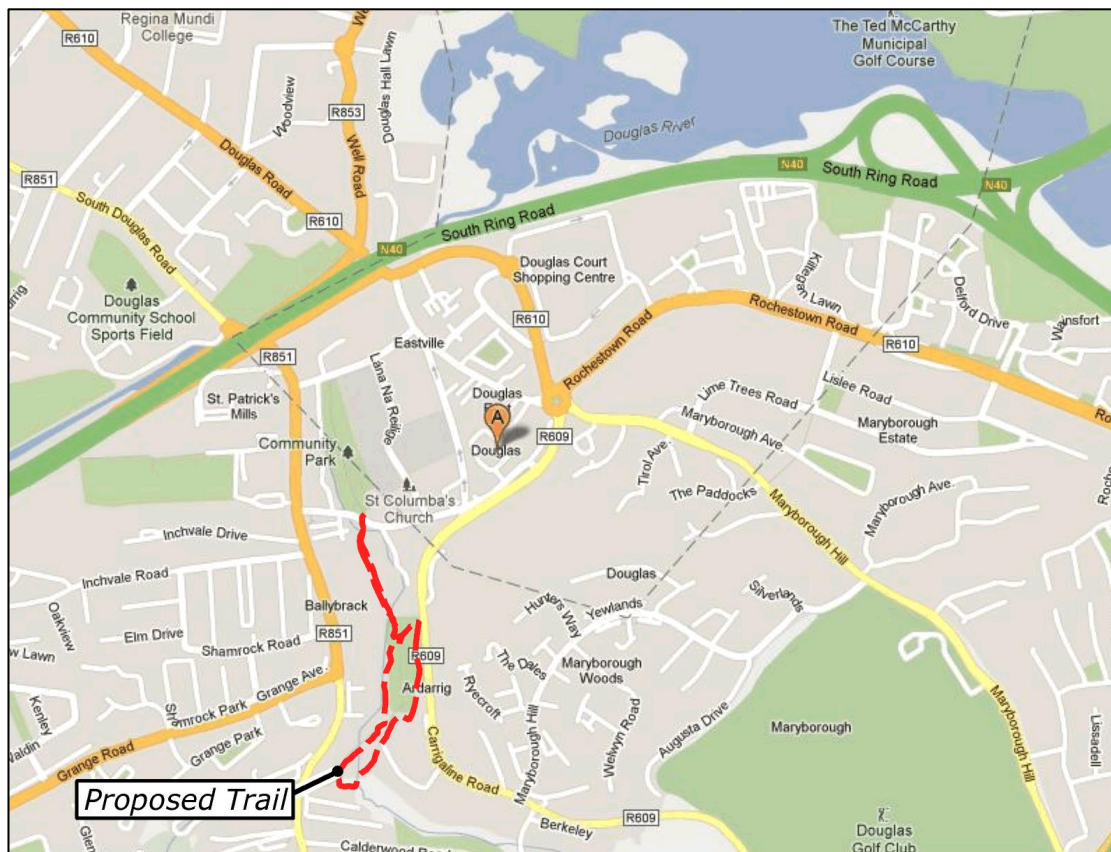 Regina Mundi
College
R610
R853
Woodview
Douglas Hall Lawn
Well Road
The Ted McCarthy
Municipal
Golf Course
Douglas River
R851
Douglas Road
R610
South Douglas Road
N40
South Ring Road
N40
South Ring Road
N40
Douglas
Community School
Sports Field
Douglas Court
Shopping Centre
R610
Kiltegan Lawn
Delford Drive
Wainsfort
Rochestown Road
Rochestown Road
R610
R851
Eastville
Lána Na Reilige
St. Patrick's
Mills
Community
Park
Douglas
A
Douglas
R609
Lime Trees Road
Lislee Road
Maryborough Ave.
Maryborough
Estate
Tirol Ave.
The Paddocks
Maryborough Ave.
Maryborough Hill
St Columba's
Church
Inchvale Drive
Inchvale Road
Oakview
Elm Drive
Shamrock Road
Ballybrack
R851
Grange Ave.
Kenley
Grange Park
Grange Road
R609
Ardarrig
Carrigaline Road
Douglas
Hunters Way
Yewlands
Silverlands
The Dales
Ryecroft
Maryborough
Woods
Maryborough Hill
Welwyn Road
Augusta Drive
Maryborough
Maryborough Hill
Lissadell
Proposed Trail
Berkeley
R609
Douglas
Golf Club